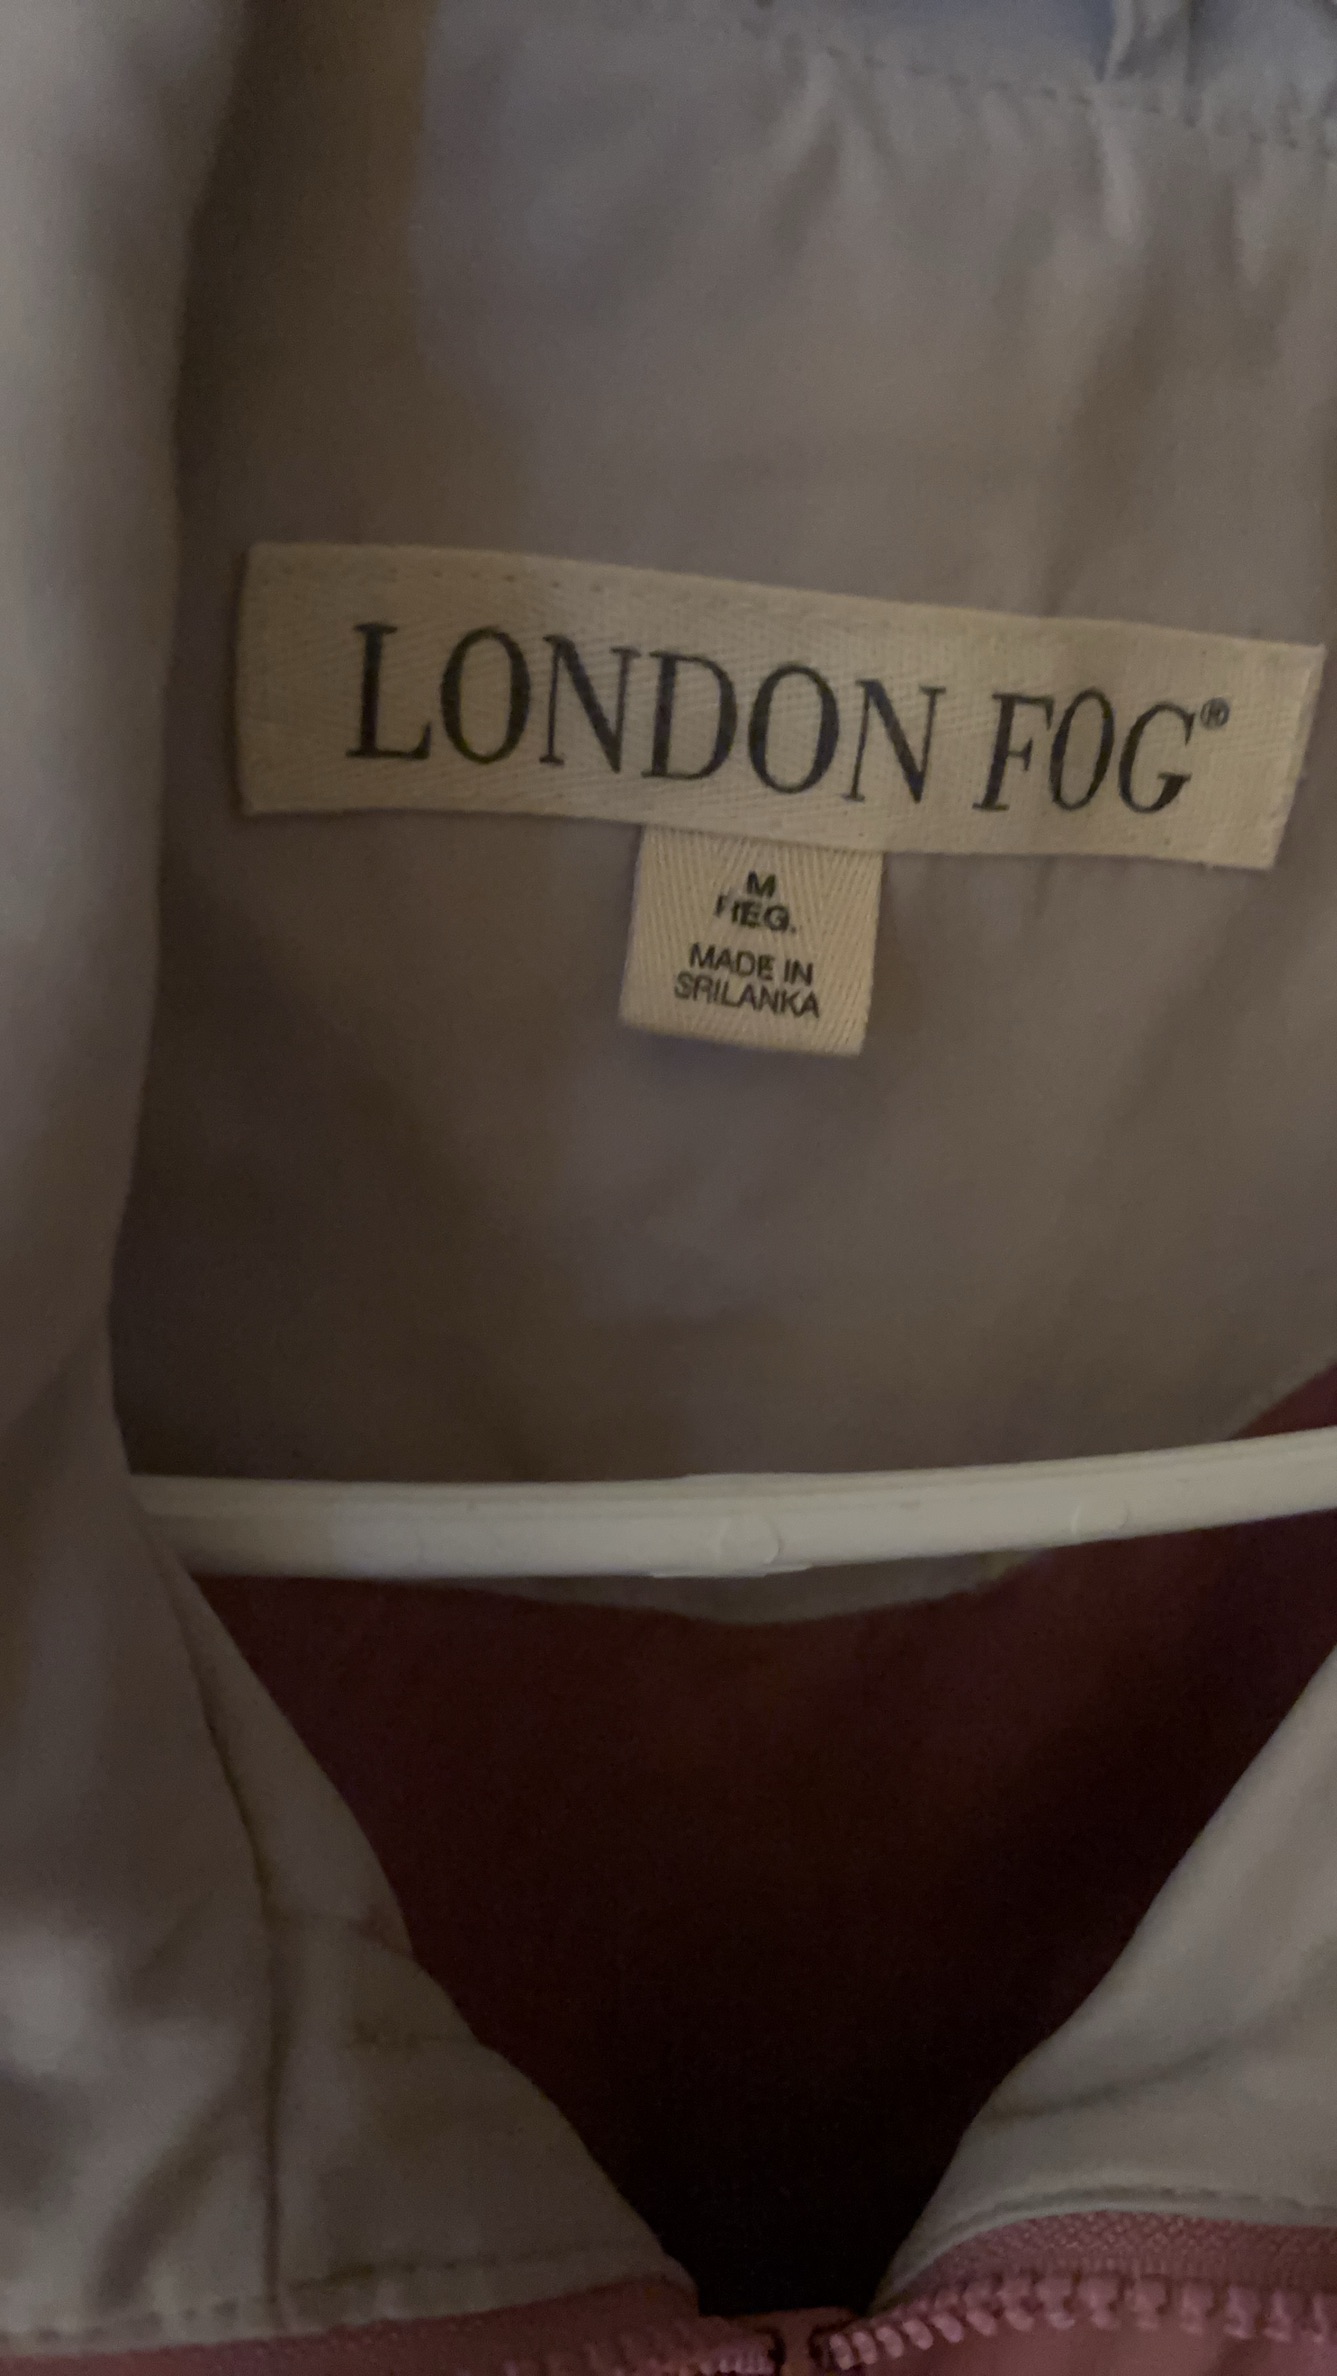 LONDON FOG®
M
REG.
MADE IN
SRILANKA